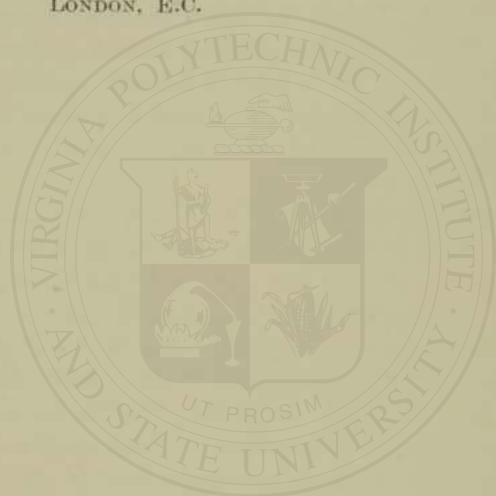 LONDON, E.C.
VIRGINIA POLYTECHNIC INSTITUTE
· AND STATE UNIVERSITY ·
UT PROSIM